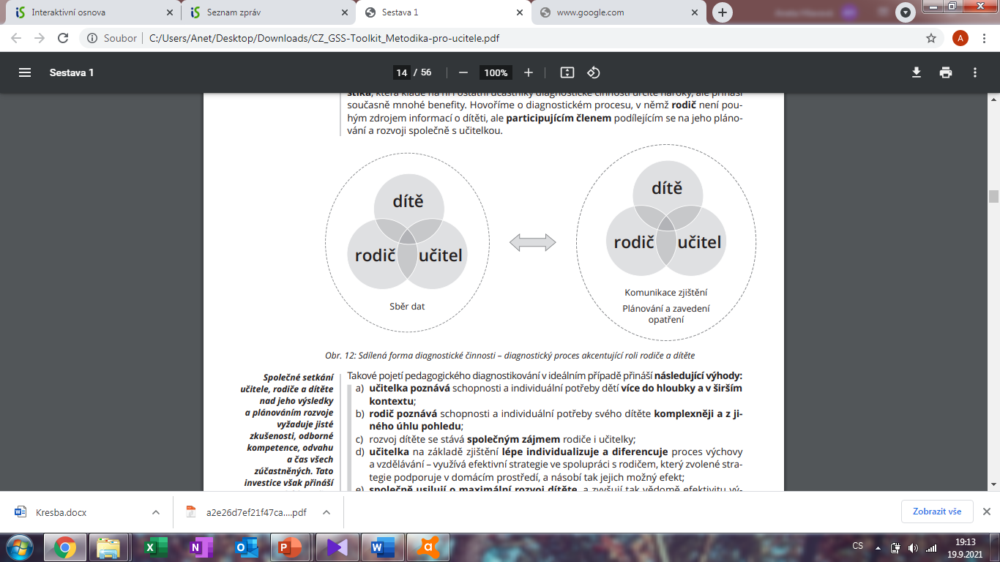 Interaktivní osnova
Seznam zpráv
Sestava 1
www.google.com
Soubor
C:/Users/Anet/Desktop/Downloads/CZ_GSS-Toolkit_Metodika-pro-ucitele.pdf
A
Sestava 1
14 / 56
100%
stika, která klade na ni i ostatní účastníky diagnostické činnosti určité nároky, ale přináší
současně mnohé benefity. Hovoříme o diagnostickém procesu, v němž rodič není pou-
hým zdrojem informací o dítěti, ale participujícím členem podílejícím se na jeho pláno-
vání a rozvoji společně s učitelkou.
dítě
rodič
učitel
Sběr dat
dítě
rodič
učitel
Komunikace zjištění
Plánování a zavedení
opatření
Obr. 12: Sdílená forma diagnostické činnosti – diagnostický proces akcentující roli rodiče a dítěte
Společné setkání
učitele, rodiče a dítěte
nad jeho výsledky
a plánováním rozvoje
vyžaduje jisté
zkušenosti, odborné
kompetence, odvahu
a čas všech
zúčastněných. Tato
investice však přináší
Takové pojetí pedagogického diagnostikování v ideálním případě přináší následující výhody:
a) učitelka poznává schopnosti a individuální potřeby dětí více do hloubky a v širším
kontextu;
b) rodič poznává schopnosti a individuální potřeby svého dítěte komplexněji a z ji-
ného úhlu pohledu;
c) rozvoj dítěte se stává společným zájmem rodiče i učitelky;
d) učitelka na základě zjištění lépe individualizuje a diferencuje proces výchovy
a vzdělávání – využívá efektivní strategie ve spolupráci s rodičem, který zvolené stra-
tegie podporuje v domácím prostředí, a násobí tak jejich možný efekt;
e) společně usilují o maximální rozvoj dítěte, a zvyšují tak vědomě efektivitu vý-
Kresba.docx
a2e26d7ef21f47ca....pdf
Zobrazit vše
CS
19:13
19.9.2021